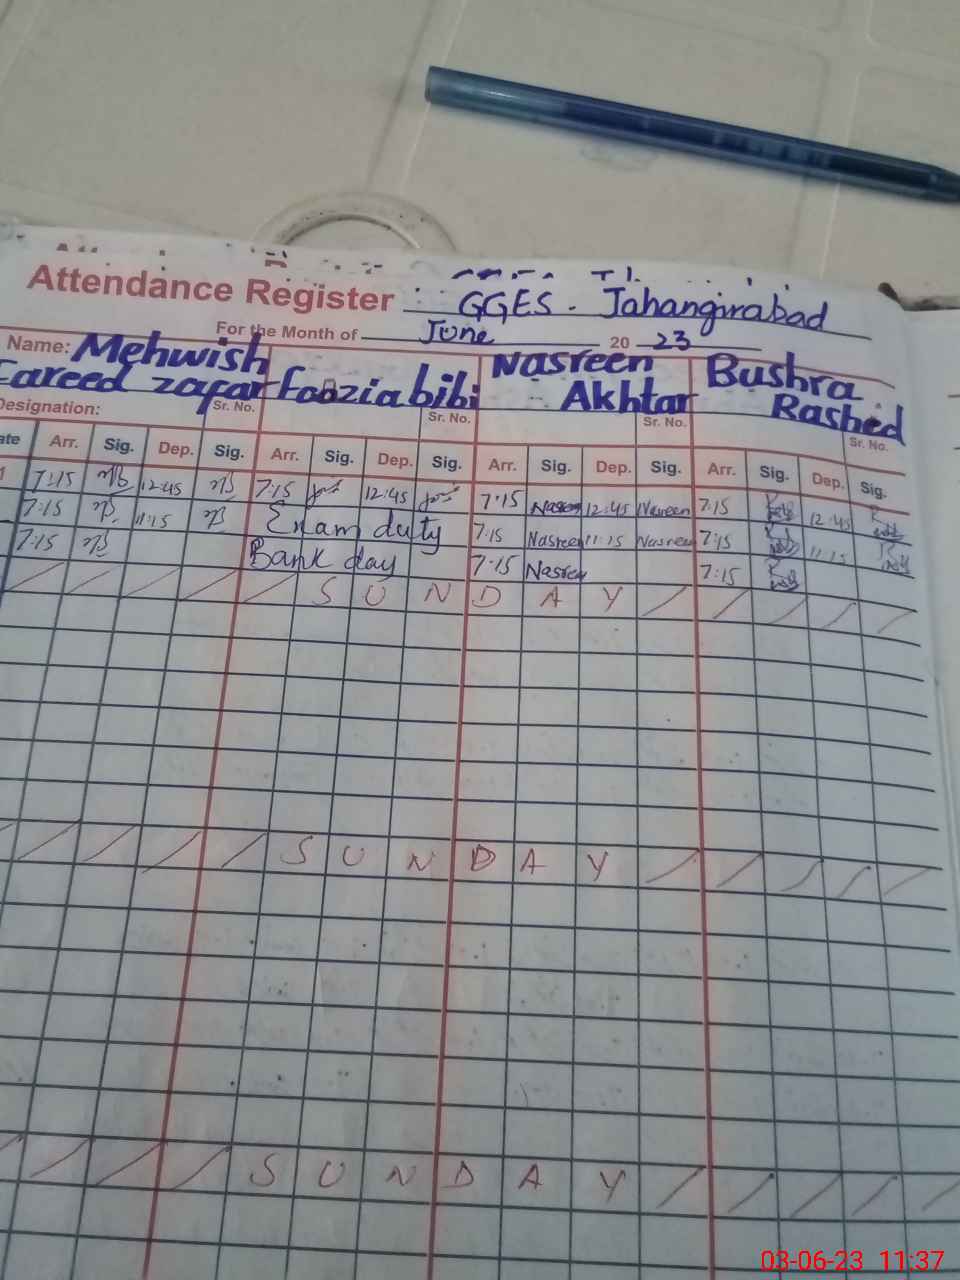 Attendance Register GGES - Jahangirabad
For the Month of June 20 23
Name: Mehwish Nasreen Bushra
Fareed zafar Foozia bibi Akhtar Rashed
Designation: Sr. No. Sr. No. Sr. No. Sr. No.
Arr. Sig. Dep. Sig. Arr. Sig. Dep. Sig. Arr. Sig. Dep. Sig. Arr. Sig. Dep. Sig.
1 7:15 12:45 7:15 12:45 7:15 Nasreen 12:45 Nasreen 7:15 12:45
7:15 11:15 Exam duty 7:15 Nasreen 11:15 Nasreen 7:15 11:15
7:15 Bank day 7:15 Nasreen 7:15
SUNDAY
SUNDAY
SUNDAY
03-06-23 11:37